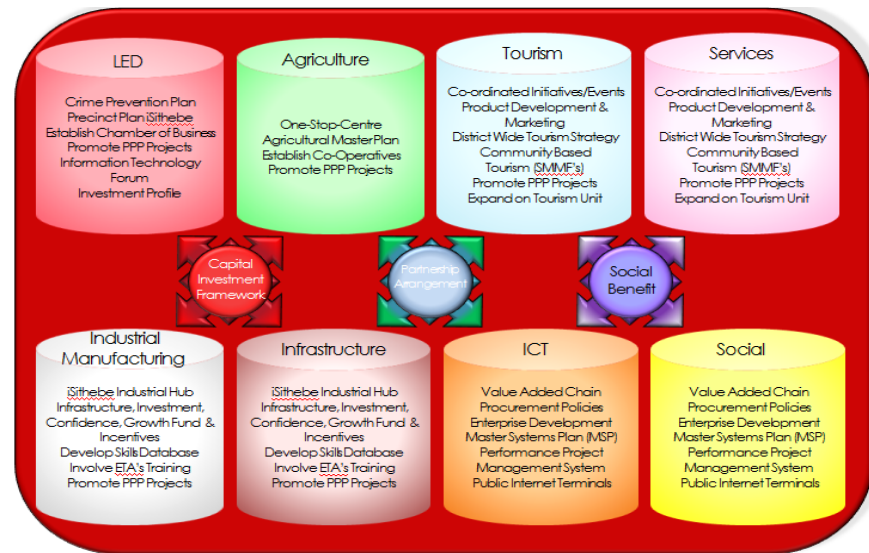 LED
Crime Prevention Plan
Precinct Plan iSithebe
Establish Chamber of Business
Promote PPP Projects
Information Technology
Forum
Investment Profile
Agriculture
One-Stop-Centre
Agricultural Master Plan
Establish Co-Operatives
Promote PPP Projects
Tourism
Co-ordinated Initiatives/Events
Product Development &
Marketing
District Wide Tourism Strategy
Community Based
Tourism (SMMF's)
Promote PPP Projects
Expand on Tourism Unit
Services
Co-ordinated Initiatives/Events
Product Development &
Marketing
District Wide Tourism Strategy
Community Based
Tourism (SMMF's)
Promote PPP Projects
Expand on Tourism Unit
Capital
Investment
Framework
Partnership
Arrangement
Social
Benefit
Industrial
Manufacturing
iSithebe Industrial Hub
Infrastructure, Investment,
Confidence, Growth Fund &
Incentives
Develop Skills Database
Involve ETA's Training
Promote PPP Projects
Infrastructure
iSithebe Industrial Hub
Infrastructure, Investment,
Confidence, Growth Fund &
Incentives
Develop Skills Database
Involve ETA's Training
Promote PPP Projects
ICT
Value Added Chain
Procurement Policies
Enterprise Development
Master Systems Plan (MSP)
Performance Project
Management System
Public Internet Terminals
Social
Value Added Chain
Procurement Policies
Enterprise Development
Master Systems Plan (MSP)
Performance Project
Management System
Public Internet Terminals